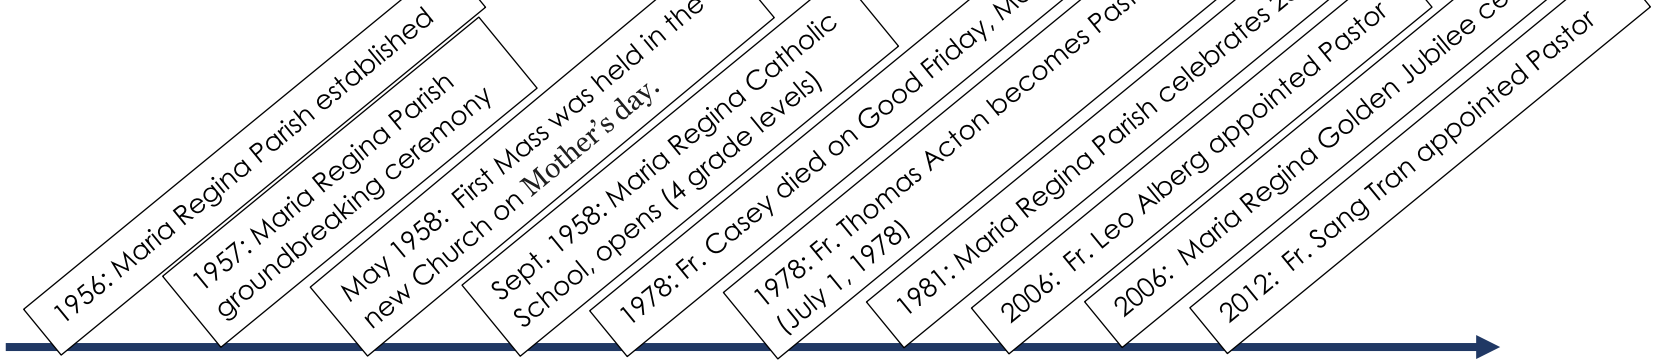 1956: Maria Regina Parish established
1957: Maria Regina Parish
groundbreaking ceremony
May 1958: First Mass was held in the
new Church on Mother's day.
Sept. 1958: Maria Regina Catholic
School, opens (4 grade levels)
1978: Fr. Casey died on Good Friday,
1978: Fr. Thomas Acton becomes
(July 1, 1978)
1981: Maria Regina Parish celebrates
2006: Fr. Leo Alberg appointed Pastor
2006: Maria Regina Golden Jubilee
2012: Fr. Sang Tran appointed Pastor